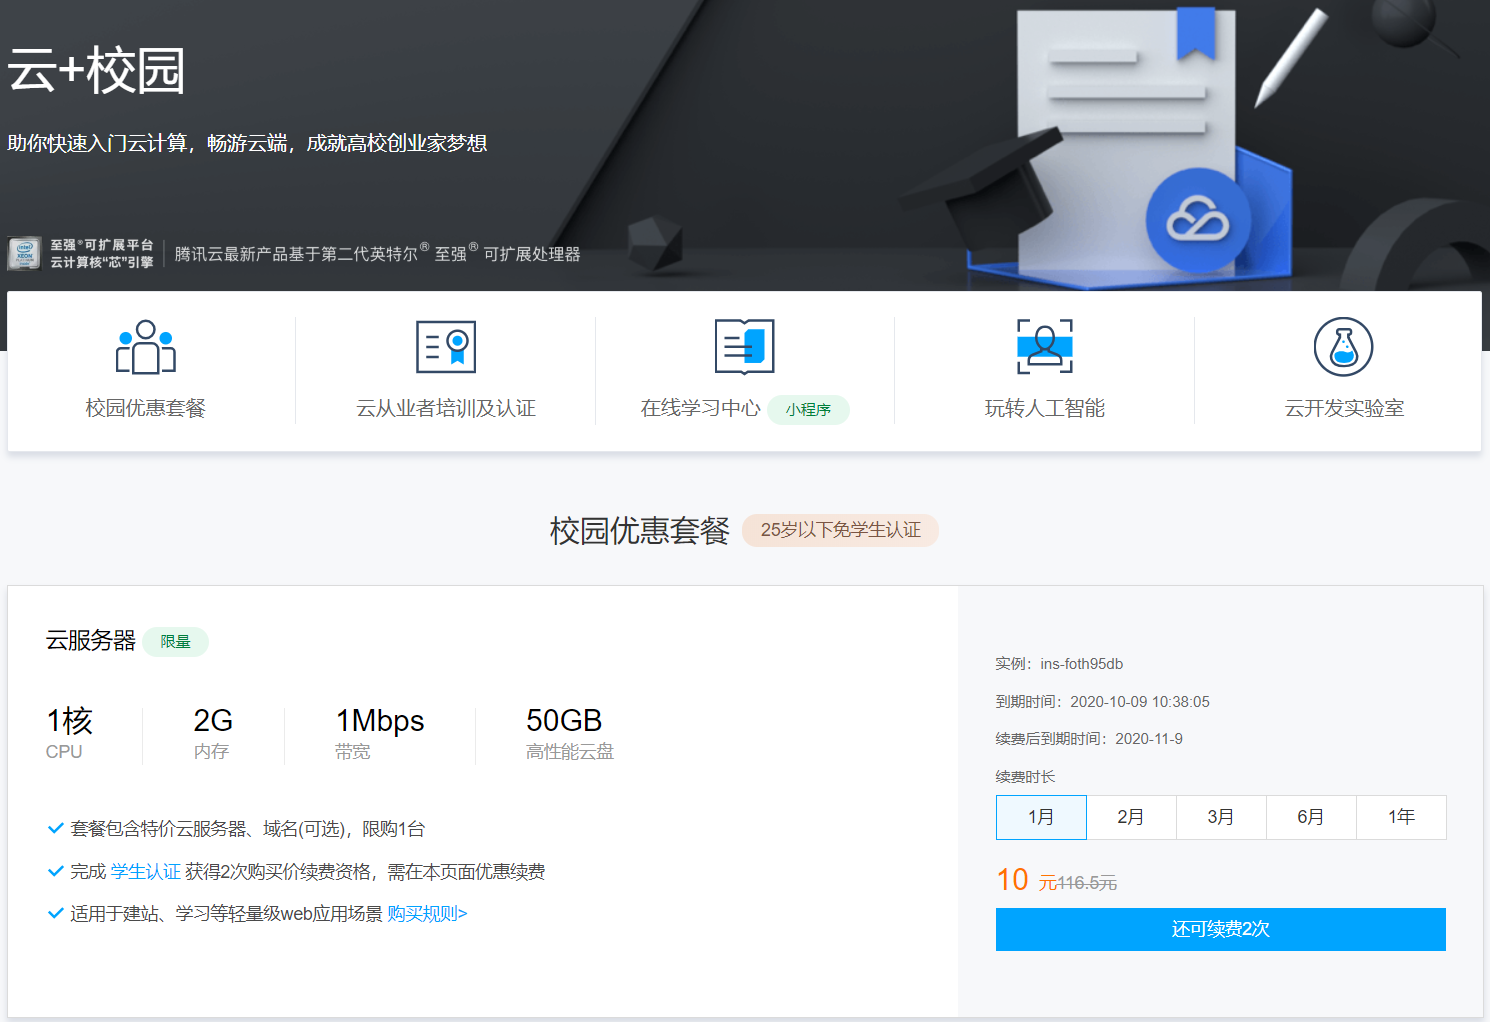 云+校园
助你快速入门云计算，畅游云端，成就高校创业家梦想
至强®可扩展平台
云计算核“芯”引擎
腾讯云最新产品基于第二代英特尔® 至强® 可扩展处理器
校园优惠套餐
云从业者培训及认证
在线学习中心 小程序
玩转人工智能
云开发实验室
校园优惠套餐 25岁以下免学生认证
云服务器 限量
1核 2G 1Mbps 50GB
CPU 内存 带宽 高性能云盘
套餐包含特价云服务器、域名(可选)，限购1台
完成 学生认证 获得2次购买价续费资格，需在本页面优惠续费
适用于建站、学习等轻量级web应用场景 购买规则>
实例：ins-foth95db
到期时间：2020-10-09 10:38:05
续费后到期时间：2020-11-9
续费时长
1月 2月 3月 6月 1年
10 元116.5元
还可续费2次